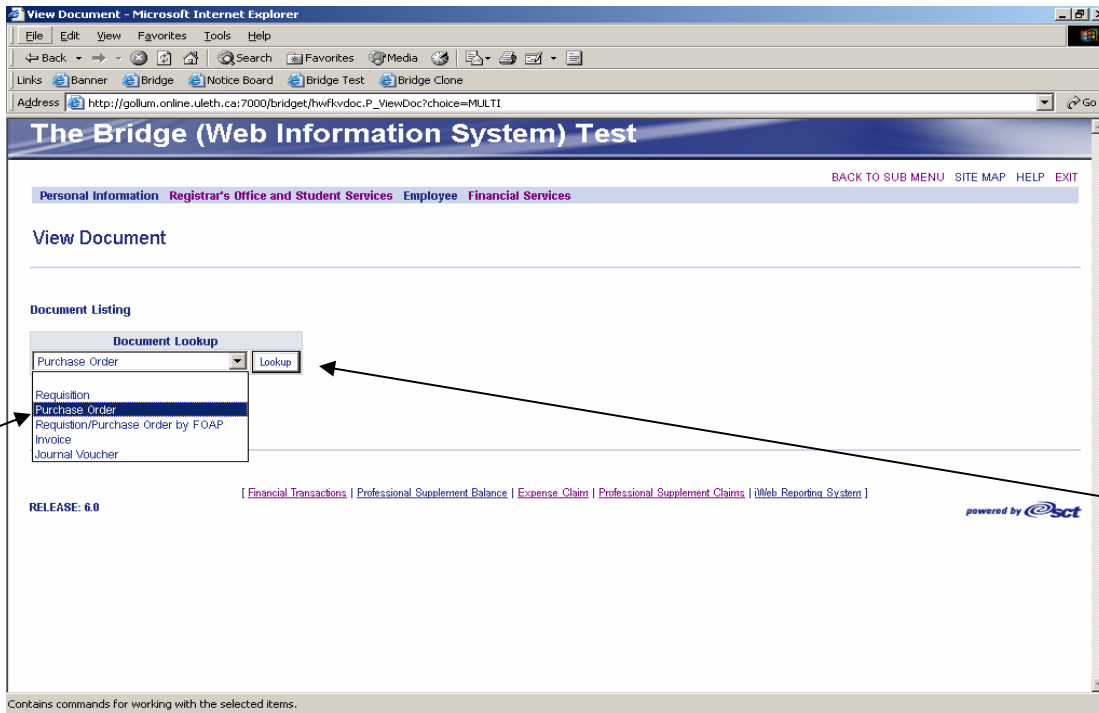 View Document - Microsoft Internet Explorer
File Edit View Favorites Tools Help
Back Search Favorites Media
Links Banner Bridge Notice Board Bridge Test Bridge Clone
Address http://gollum.online.uleth.ca:7000/bridget/hwfkvdoc.P_ViewDoc?choice=MULTI Go
The Bridge (Web Information System) Test
BACK TO SUB MENU SITE MAP HELP EXIT
Personal Information Registrar's Office and Student Services Employee Financial Services
View Document
Document Listing
Document Lookup
Purchase Order Lookup
Requisition
Purchase Order
Requistion/Purchase Order by FOAP
Invoice
Journal Voucher
[ Financial Transactions | Professional Supplement Balance | Expense Claim | Professional Supplement Claims | iWeb Reporting System ]
RELEASE: 6.0
powered by sct
Contains commands for working with the selected items.